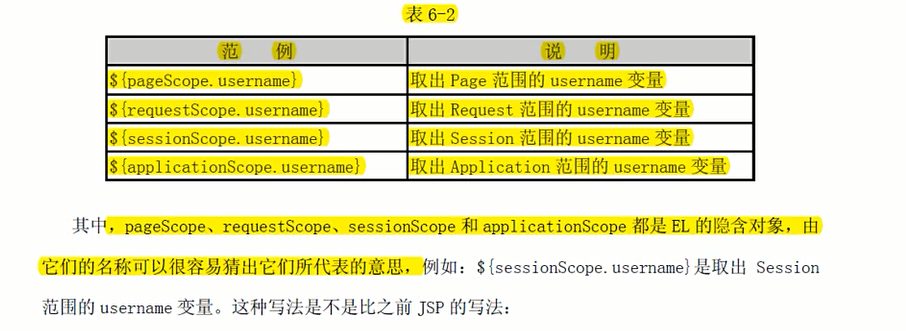 表 6-2
范 例 说 明
${pageScope.username} 取出 Page 范围的 username 变量
${requestScope.username} 取出 Request 范围的 username 变量
${sessionScope.username} 取出 Session 范围的 username 变量
${applicationScope.username} 取出 Application 范围的 username 变量
其中，pageScope、requestScope、sessionScope 和 applicationScope 都是 EL 的隐含对象，由
它们的名称可以很容易猜出它们所代表的意思，例如：${sessionScope.username}是取出 Session
范围的 username 变量。这种写法是不是比之前 JSP 的写法：